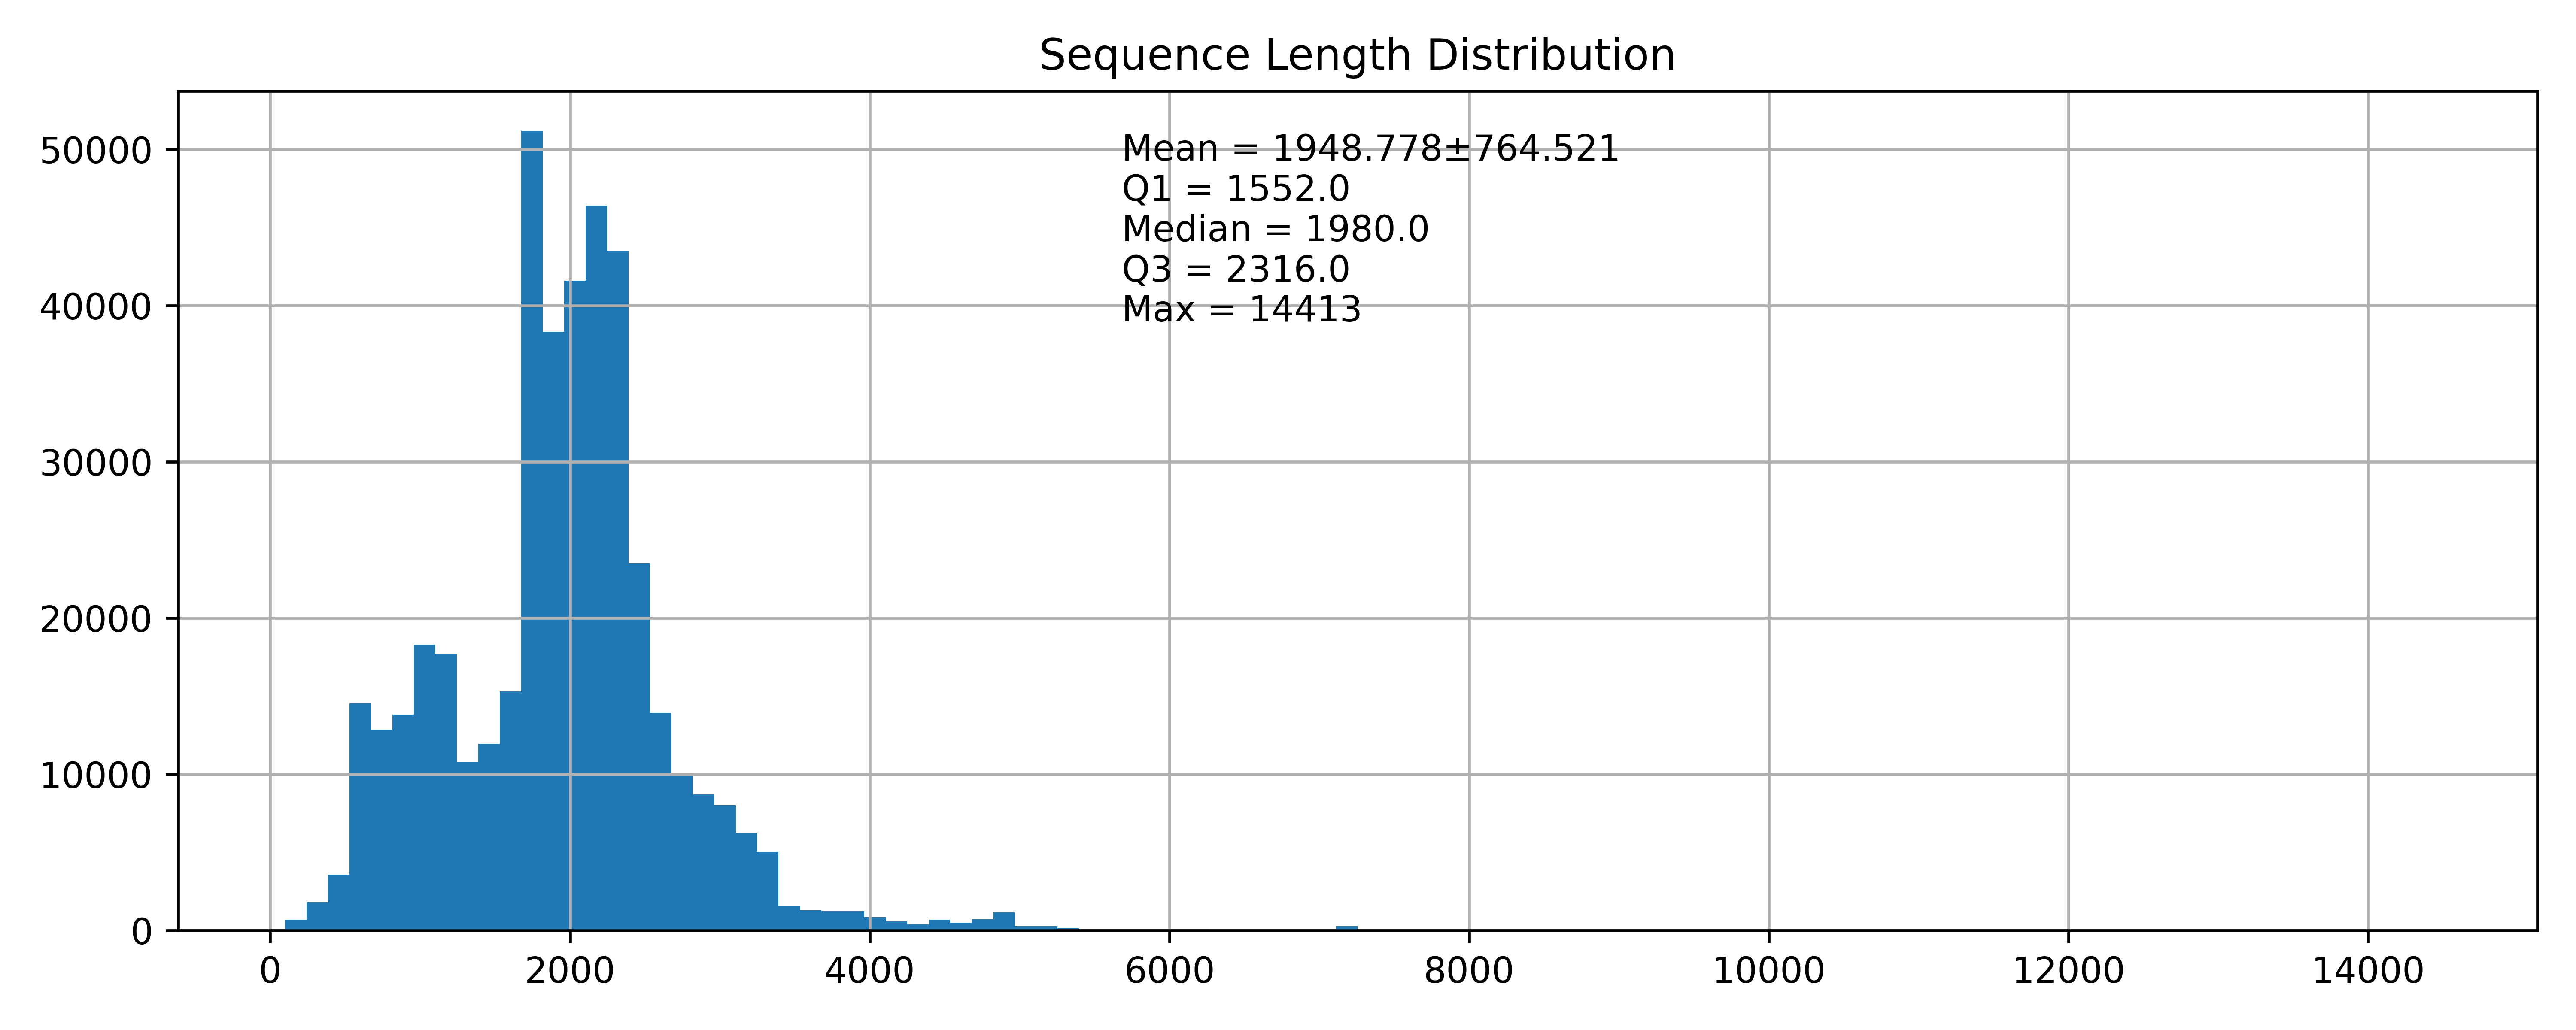 Sequence Length Distribution
Mean = 1948.778±764.521
Q1 = 1552.0
Median = 1980.0
Q3 = 2316.0
Max = 14413
50000
40000
30000
20000
10000
0
0 2000 4000 6000 8000 10000 12000 14000